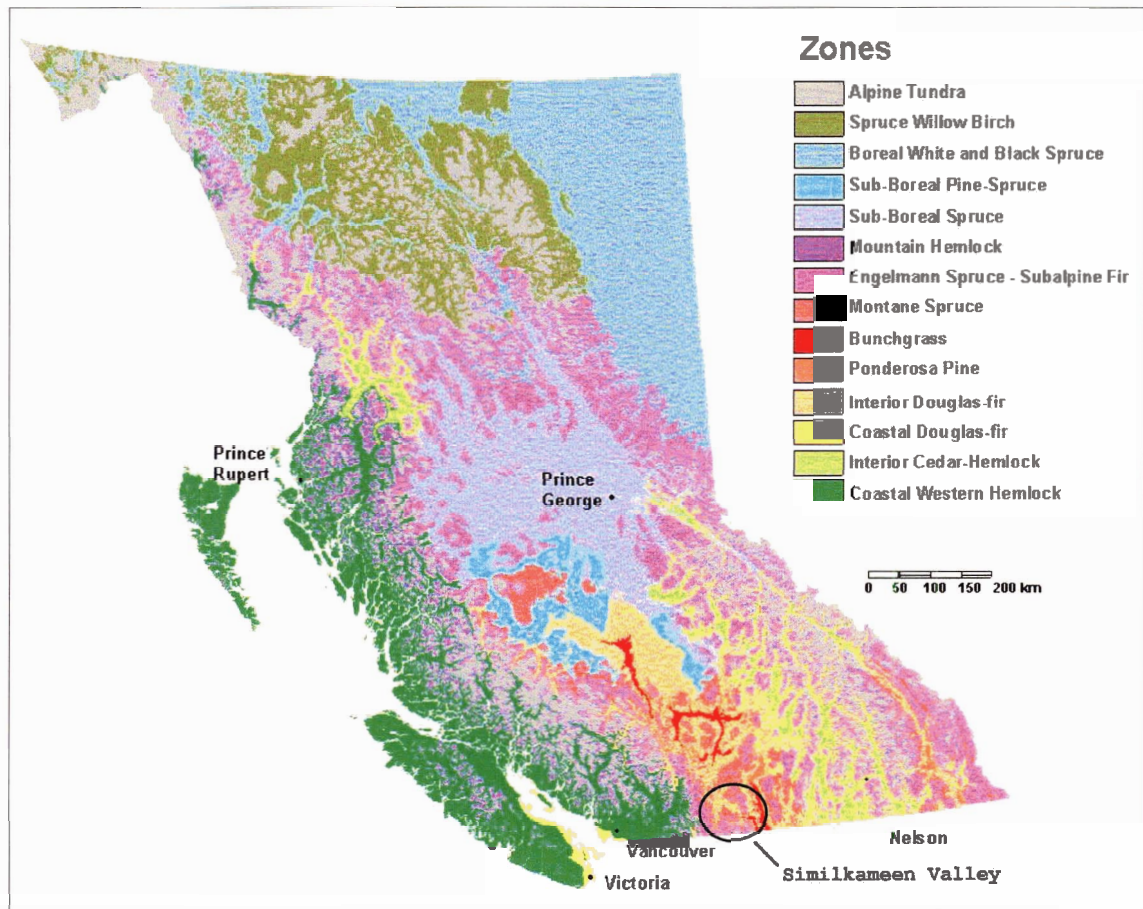 Zones
Alpine Tundra
Spruce Willow Birch
Boreal White and Black Spruce
Sub-Boreal Pine-Spruce
Sub-Boreal Spruce
Mountain Hemlock
Engelmann Spruce - Subalpine Fir
Montane Spruce
Bunchgrass
Ponderosa Pine
Interior Douglas-fir
Coastal Douglas-fir
Interior Cedar-Hemlock
Coastal Western Hemlock
Prince
Rupert
Prince
George
0 50 100 150 200 km
Nelson
Vancouver
Similkameen Valley
Victoria